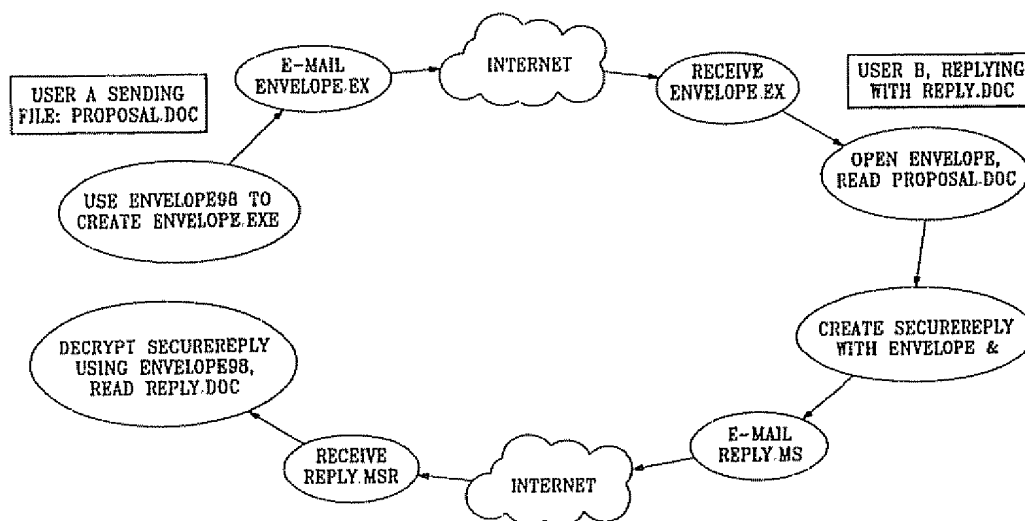 USER A SENDING
FILE: PROPOSAL.DOC
E-MAIL
ENVELOPE.EX
INTERNET
RECEIVE
ENVELOPE.EX
USER B, REPLYING
WITH REPLY.DOC
USE ENVELOPE98 TO
CREATE ENVELOPE.EXE
OPEN ENVELOPE,
READ PROPOSAL.DOC
DECRYPT SECUREREPLY
USING ENVELOPE98,
READ REPLY.DOC
CREATE SECUREREPLY
WITH ENVELOPE &
RECEIVE
REPLY.MSR
INTERNET
E-MAIL
REPLY.MS